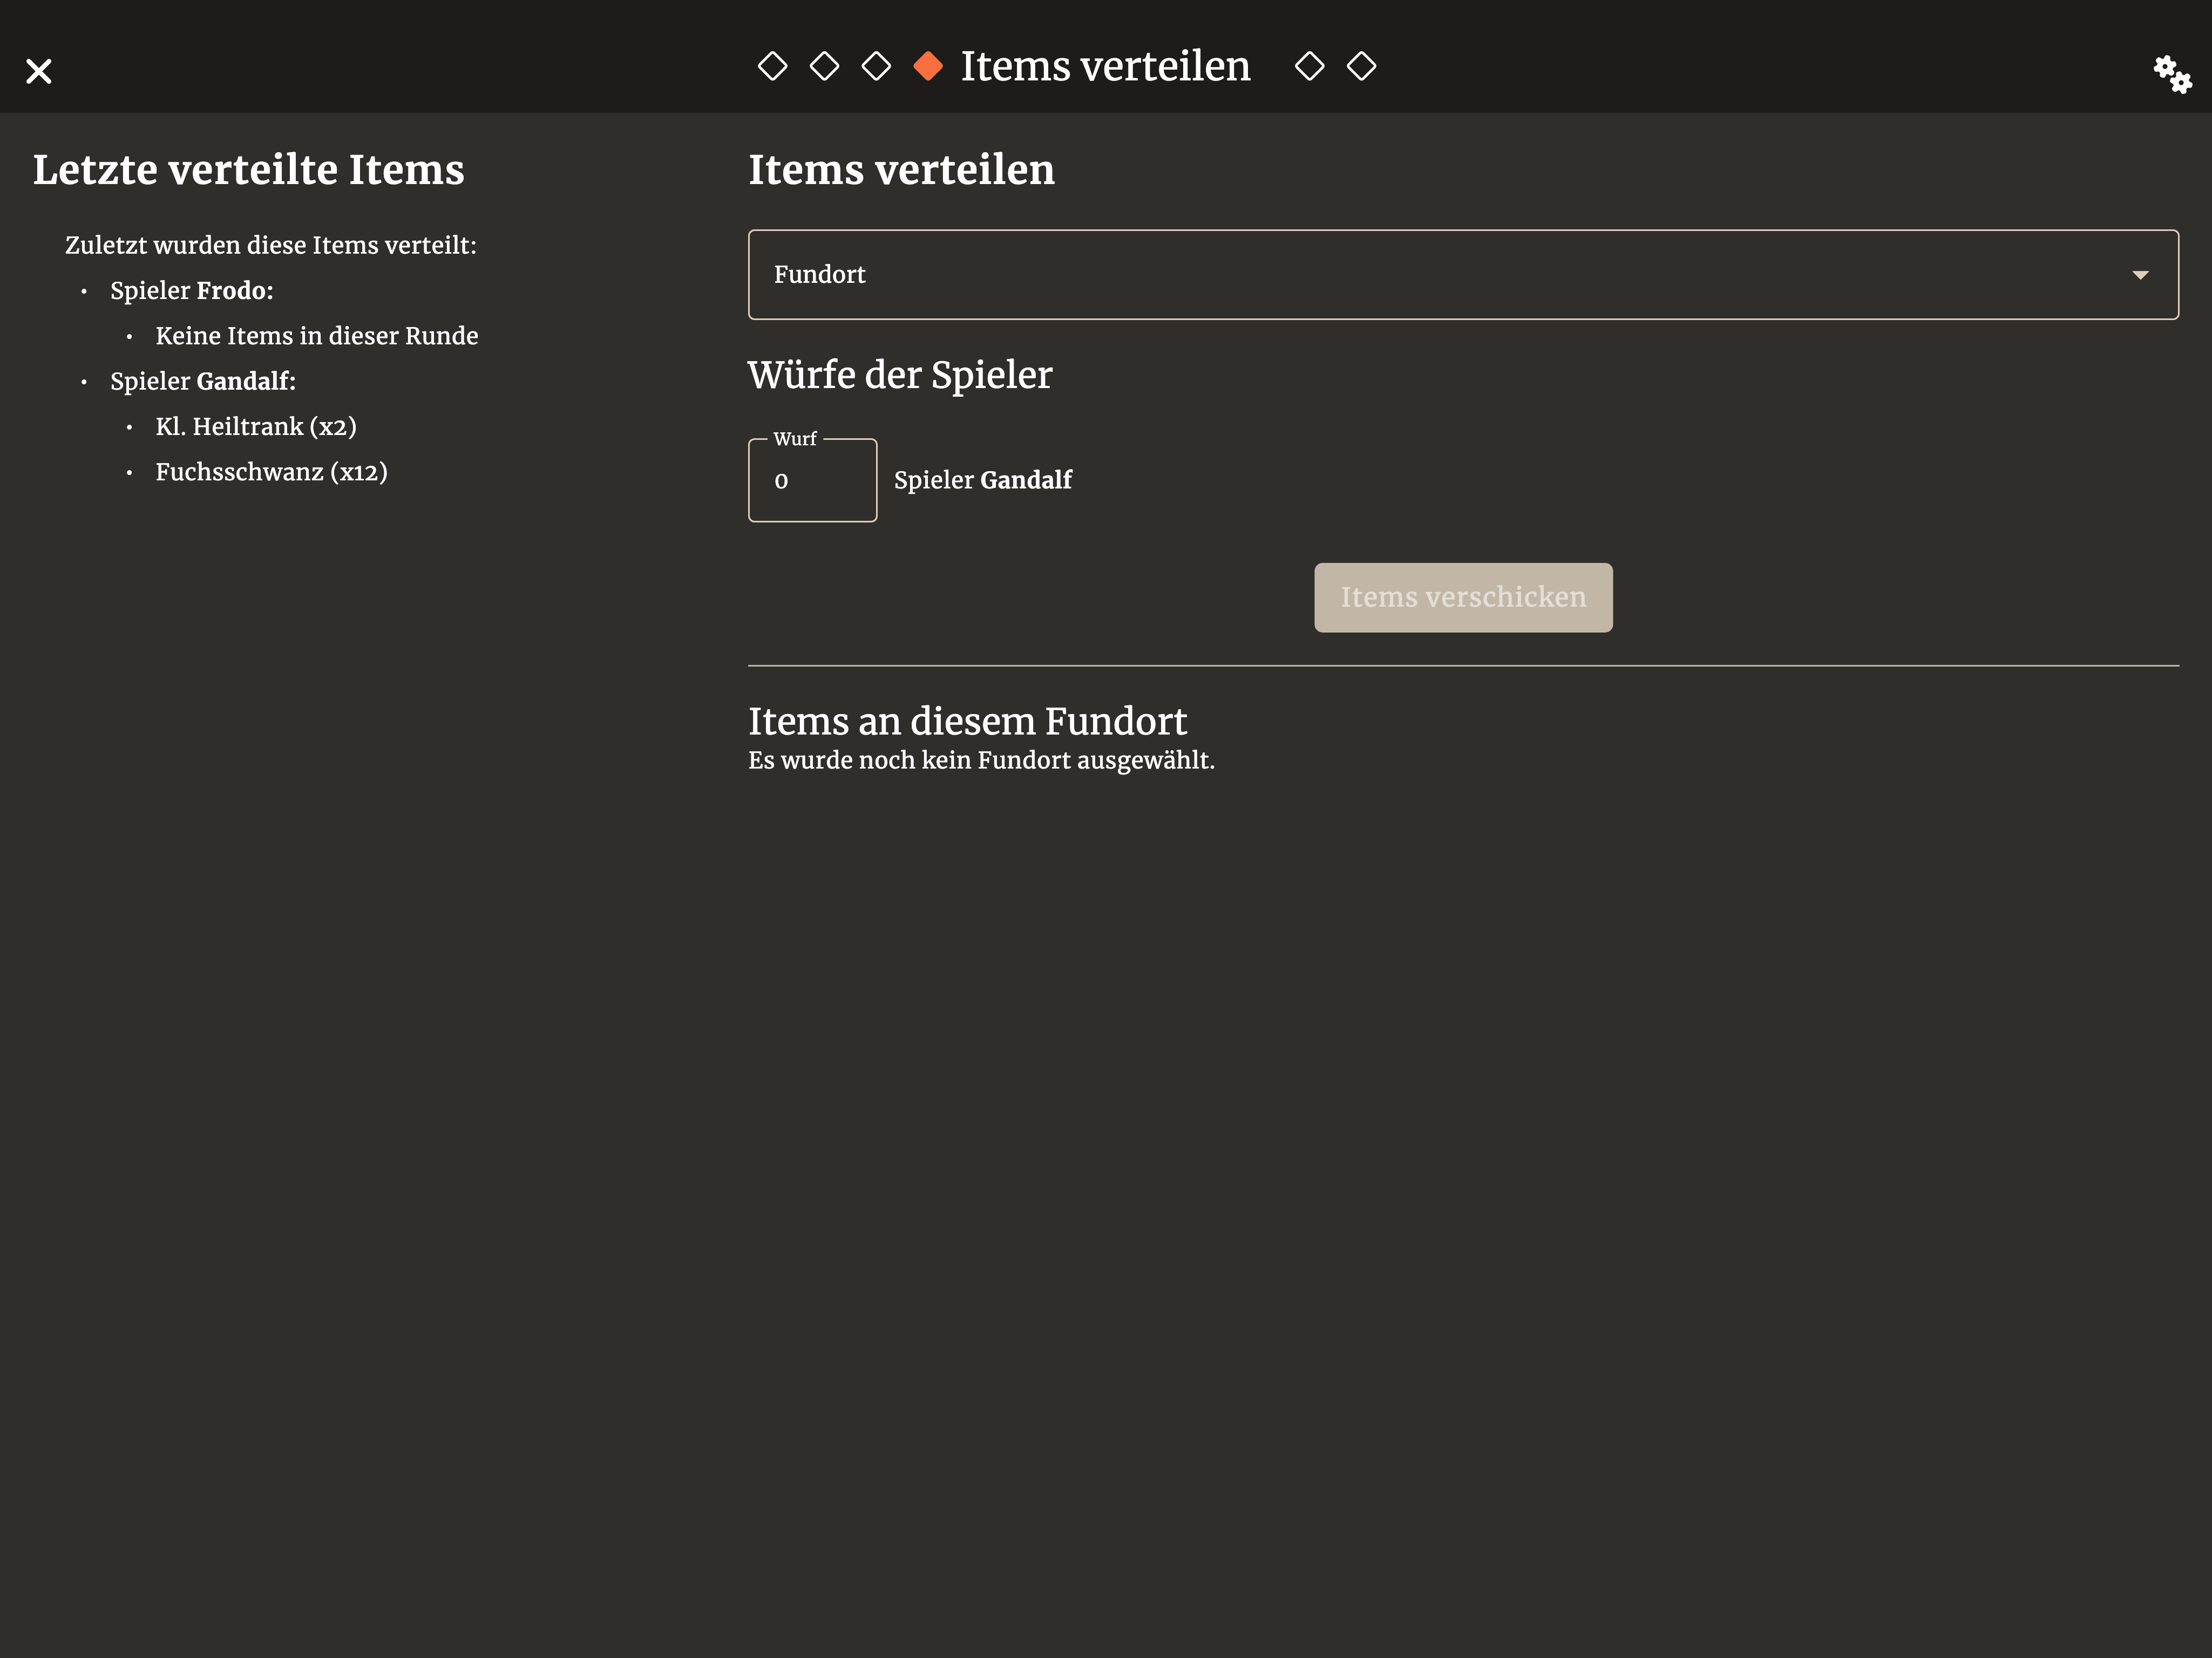 Items verteilen
Letzte verteilte Items
Zuletzt wurden diese Items verteilt:
• Spieler Frodo:
• Keine Items in dieser Runde
• Spieler Gandalf:
• Kl. Heiltrank (x2)
• Fuchsschwanz (x12)
Items verteilen
Fundort
Würfe der Spieler
Wurf
0
Spieler Gandalf
Items verschicken
Items an diesem Fundort
Es wurde noch kein Fundort ausgewählt.